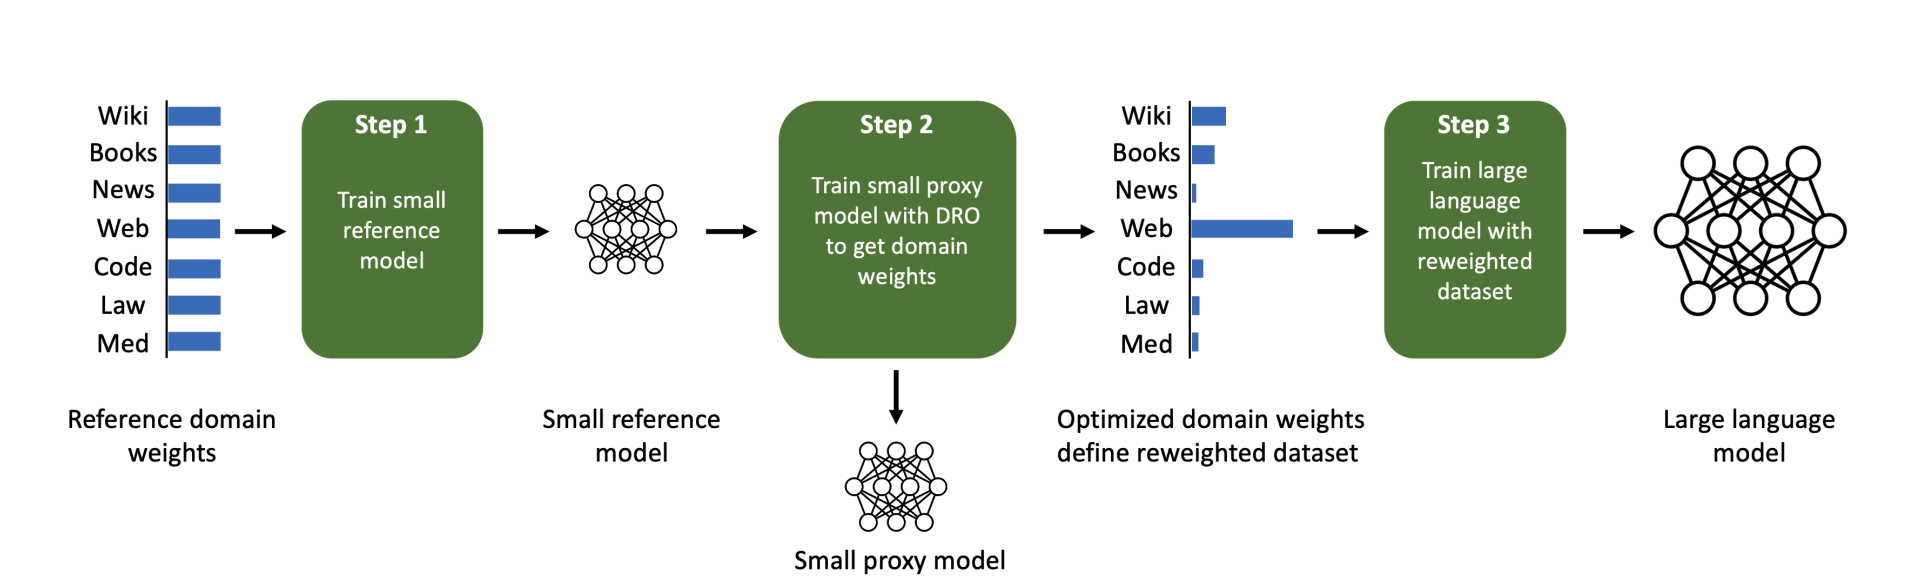 Wiki
Books
News
Web
Code
Law
Med
Reference domain
weights
Step 1
Train small
reference
model
Small reference
model
Step 2
Train small proxy
model with DRO
to get domain
weights
Small proxy model
Wiki
Books
News
Web
Code
Law
Med
Optimized domain weights
define reweighted dataset
Step 3
Train large
language
model with
reweighted
dataset
Large language
model